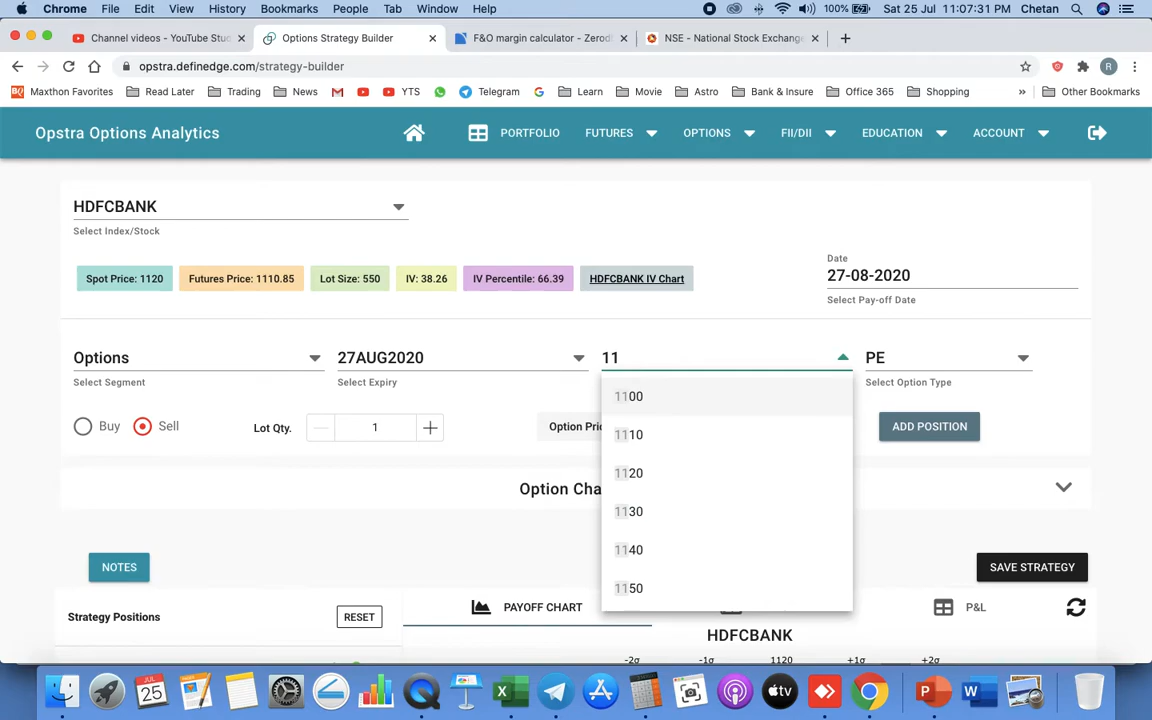 Chrome File Edit View History Bookmarks People Tab Window Help 100% Sat 25 Jul 11:07:31 PM Chetan
Channel videos - YouTube Stud
Options Strategy Builder
F&O margin calculator - Zerodh
NSE - National Stock Exchange
opstra.definedge.com/strategy-builder
R
Maxthon Favorites Read Later Trading News YTS Telegram Learn Movie Astro Bank & Insure Office 365 Shopping » Other Bookmarks
Opstra Options Analytics PORTFOLIO FUTURES OPTIONS FII/DII EDUCATION ACCOUNT
HDFCBANK
Select Index/Stock
Spot Price: 1120 Futures Price: 1110.85 Lot Size: 550 IV: 38.26 IV Percentile: 66.39 HDFCBANK IV Chart
Date
27-08-2020
Select Pay-off Date
Options 27AUG2020 11 PE
Select Segment Select Expiry Select Option Type
1100
1110
1120
1130
1140
1150
Buy Sell Lot Qty. 1 Option Pri ADD POSITION
Option Cha
NOTES SAVE STRATEGY
Strategy Positions RESET PAYOFF CHART P&L
HDFCBANK
-2σ -1σ 1120 +1σ +2σ
JUL
25
tv